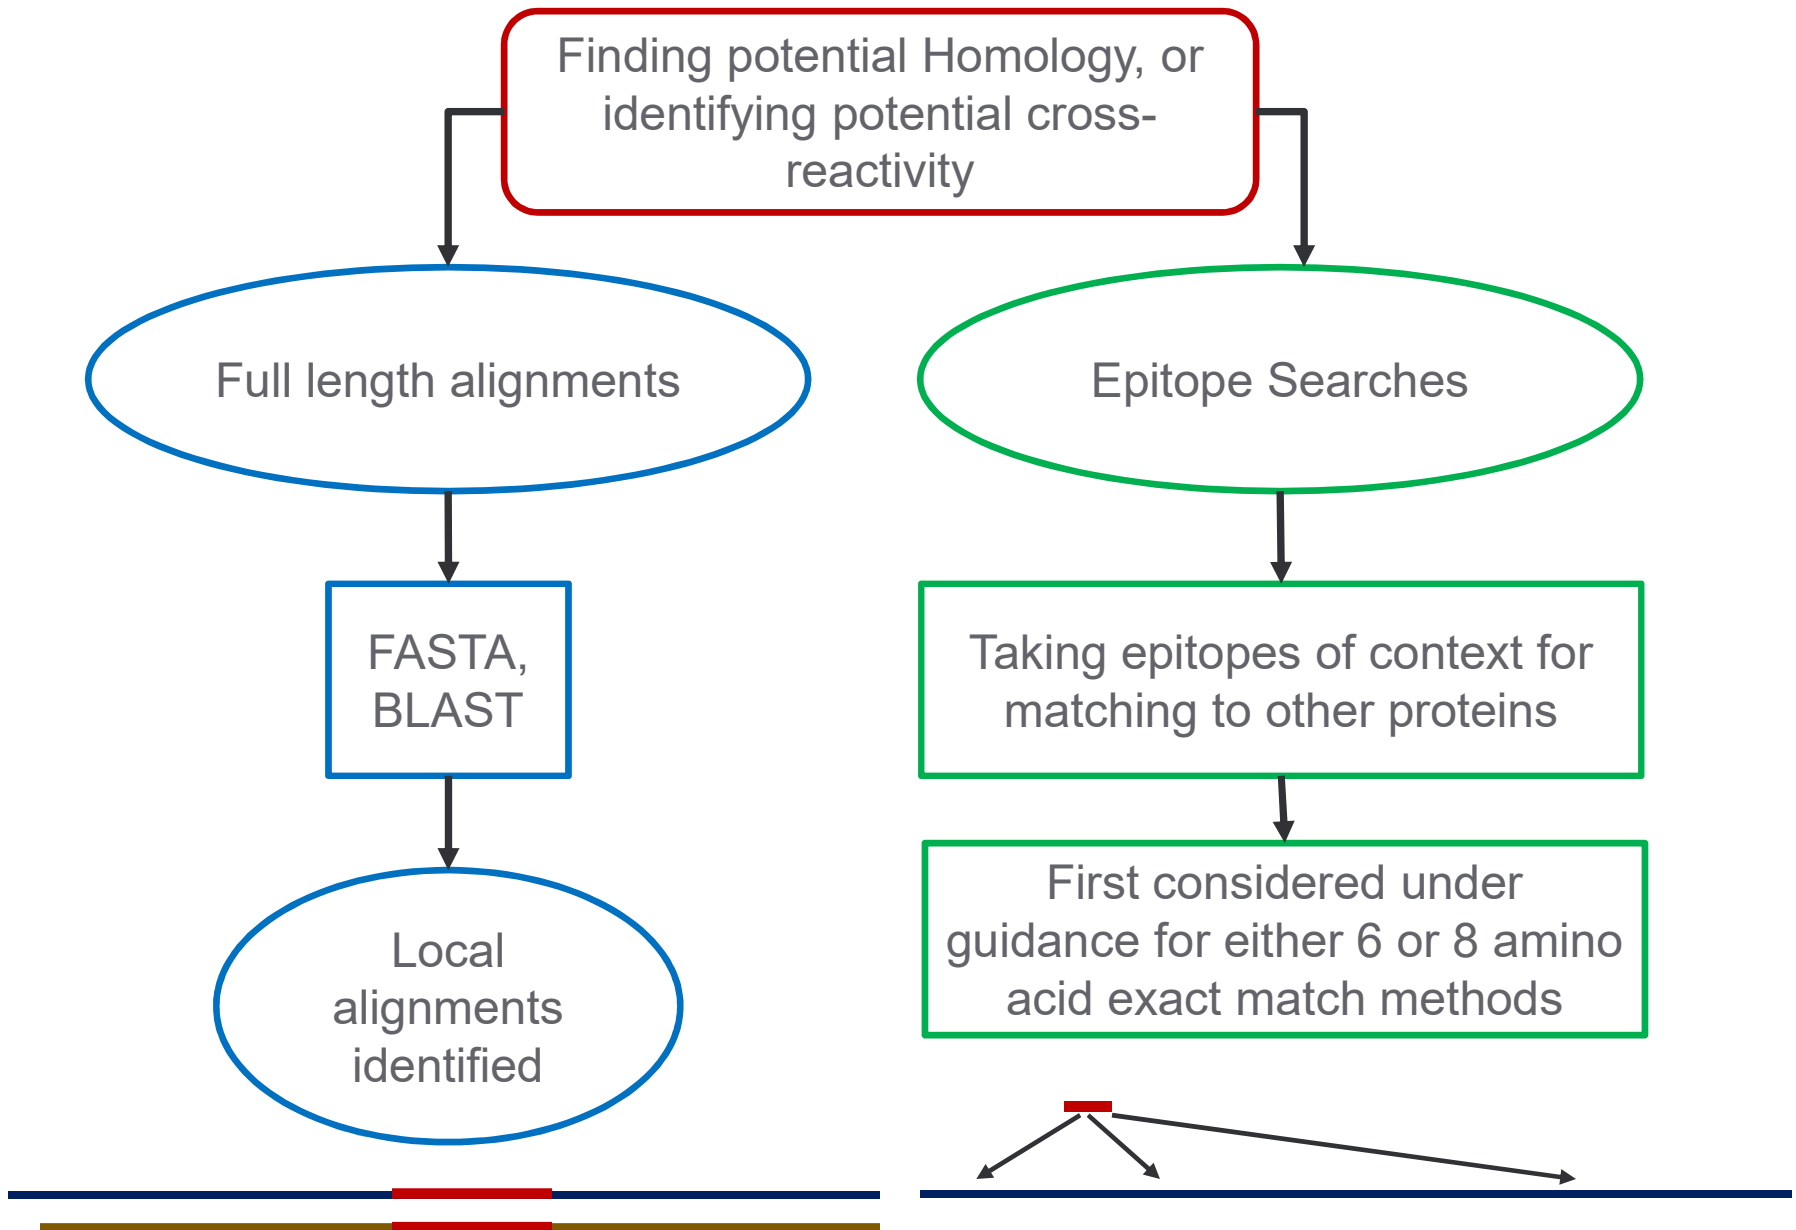 Finding potential Homology, or
identifying potential cross-
reactivity
Full length alignments
Epitope Searches
FASTA,
BLAST
Taking epitopes of context for
matching to other proteins
Local
alignments
identified
First considered under
guidance for either 6 or 8 amino
acid exact match methods